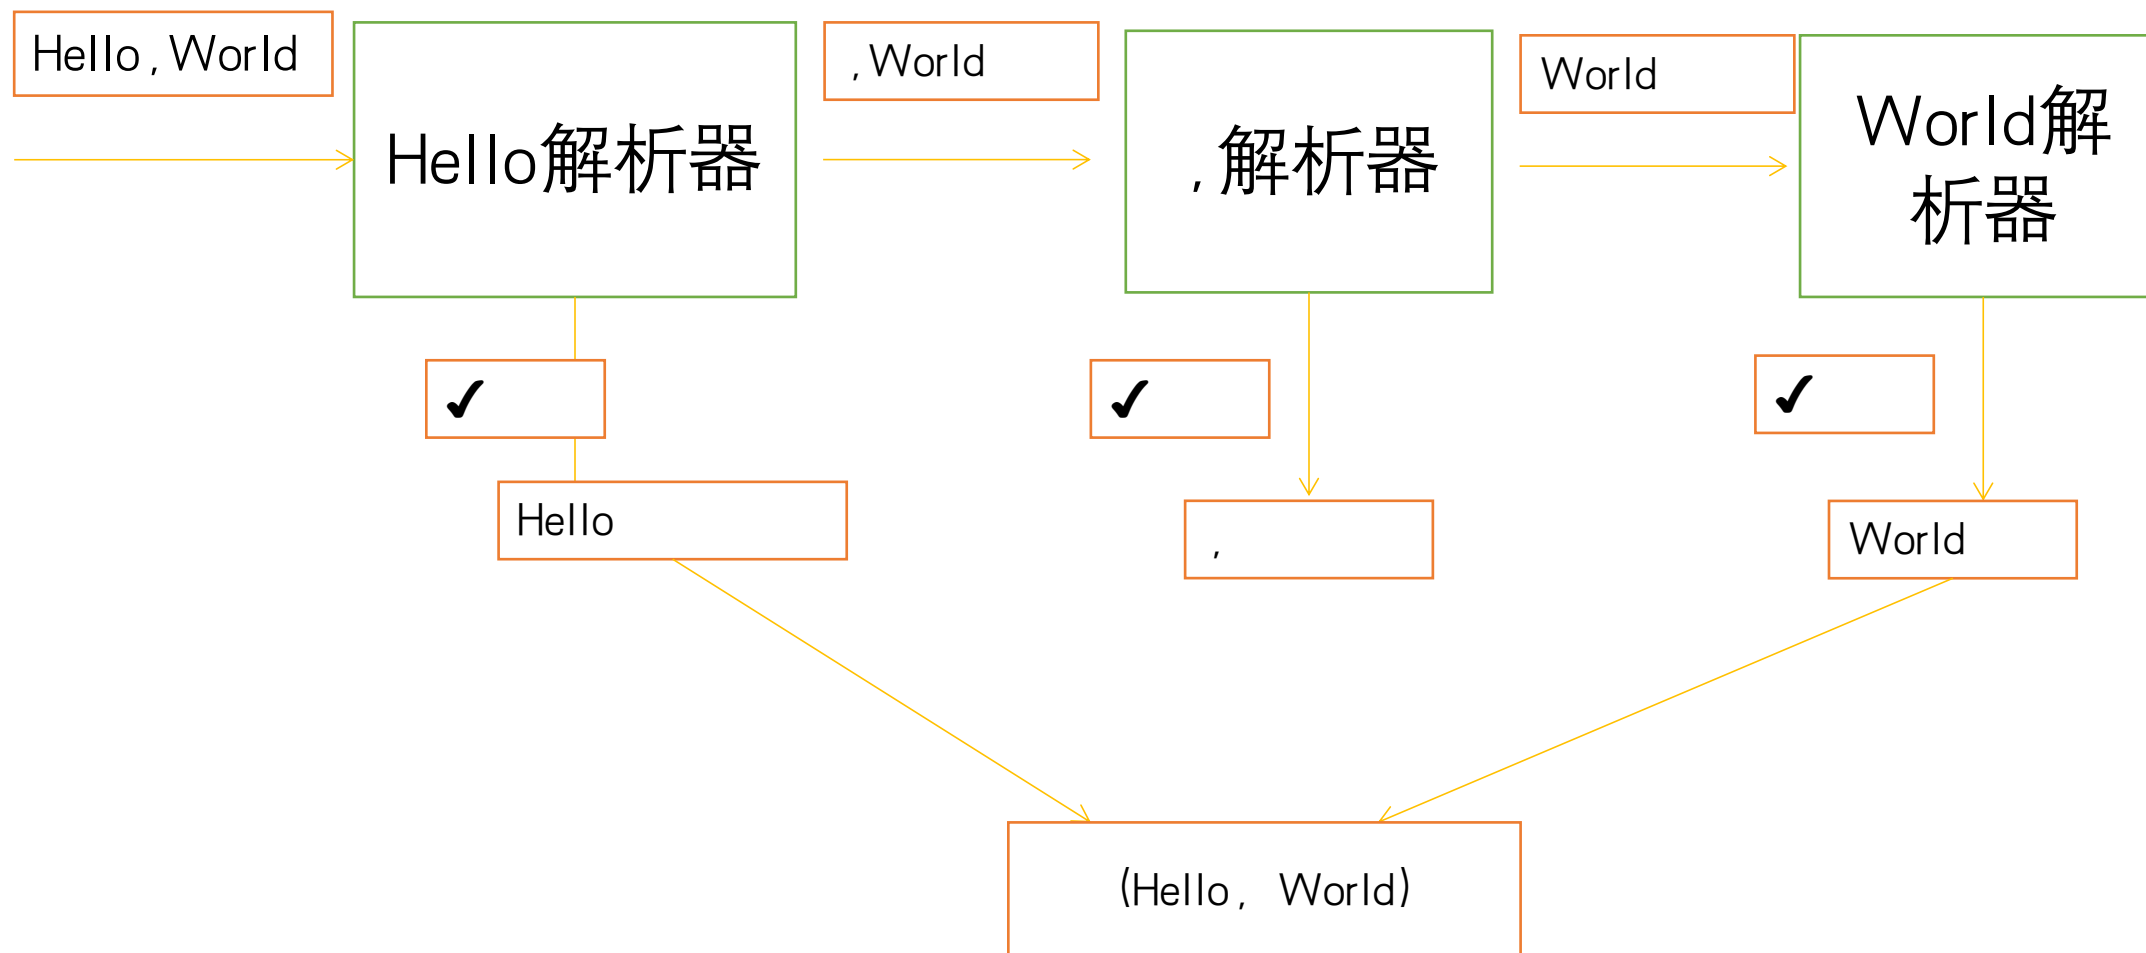 Hello,World
Hello解析器
,World
,解析器
World
World解
析器
✔
✔
✔
Hello
,
World
(Hello, World)